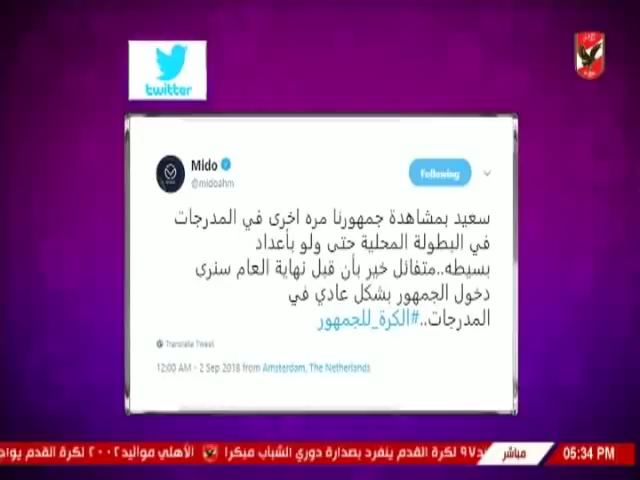 twitter
Mido
@midoahm
Following
سعيد بمشاهدة جمهورنا مره اخرى في المدرجات
في البطولة المحلية حتى ولو بأعداد
بسيطه..متفائل خير بأن قبل نهاية العام سنرى
دخول الجمهور بشكل عادي في
المدرجات..#الكرة_للجمهور
Translate Tweet
12:00 AM - 2 Sep 2018 from Amsterdam, The Netherlands
05:34 PM
مباشر
٩٧ لكرة القدم ينفرد بصدارة دوري الشباب مبكرا
الأهلي مواليد ٢٠٠٢ لكرة القدم